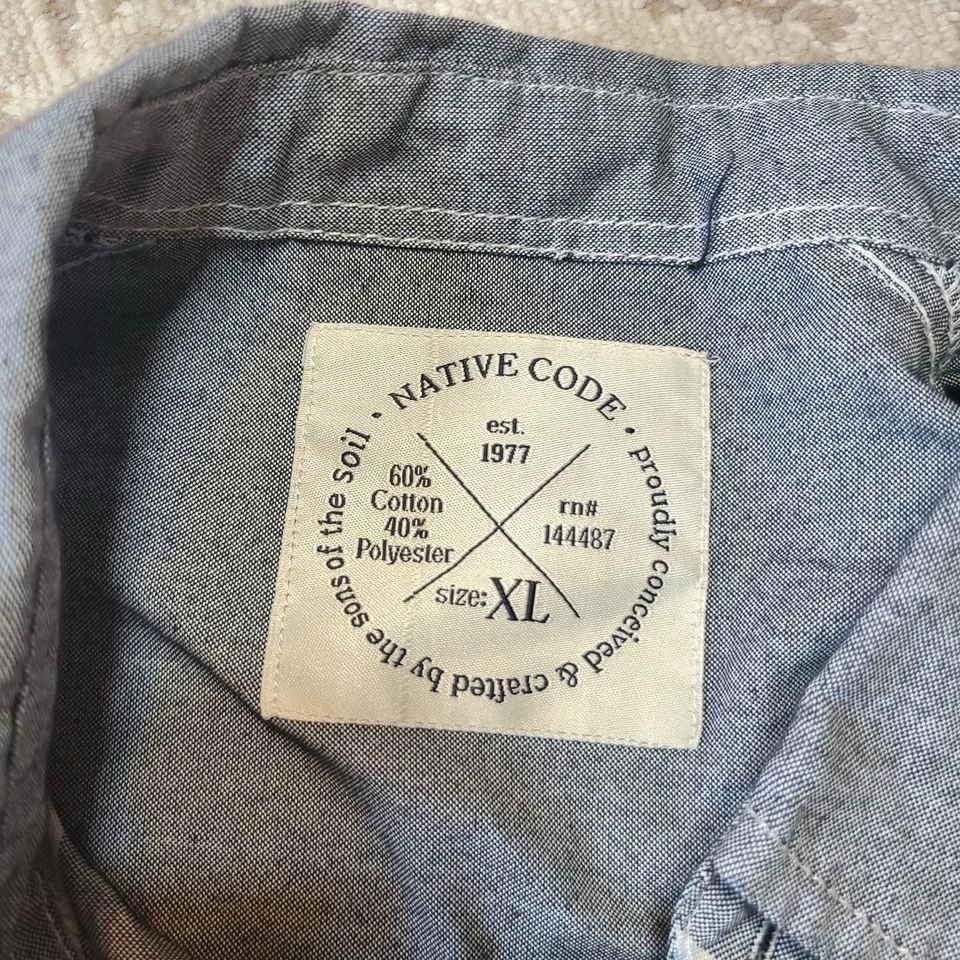 NATIVE CODE • proudly conceived & crafted by the sons of the soil •
est.
1977
60%
Cotton
40%
Polyester
rn#
144487
size: XL